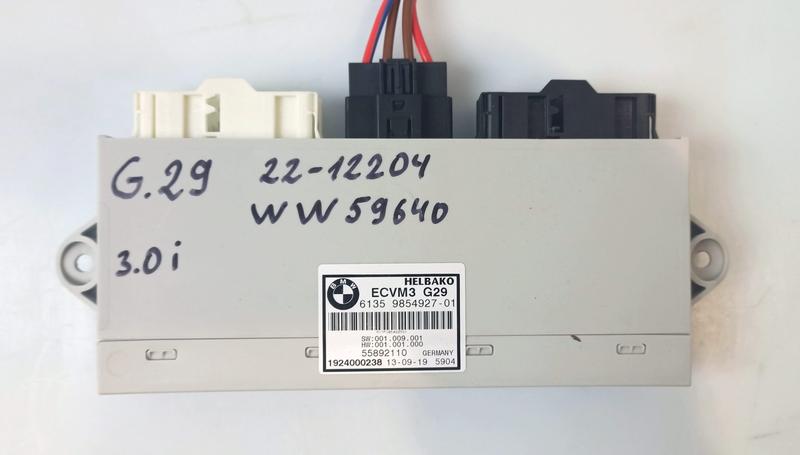 G.29 22-12204
WW59640
3.0i
BMW
HELBAKO
ECVM3 G29
6135 9854927-01
SW:001.009.001
HW:001.001.000
55892110 GERMANY
1924000238 13-09-19 5904